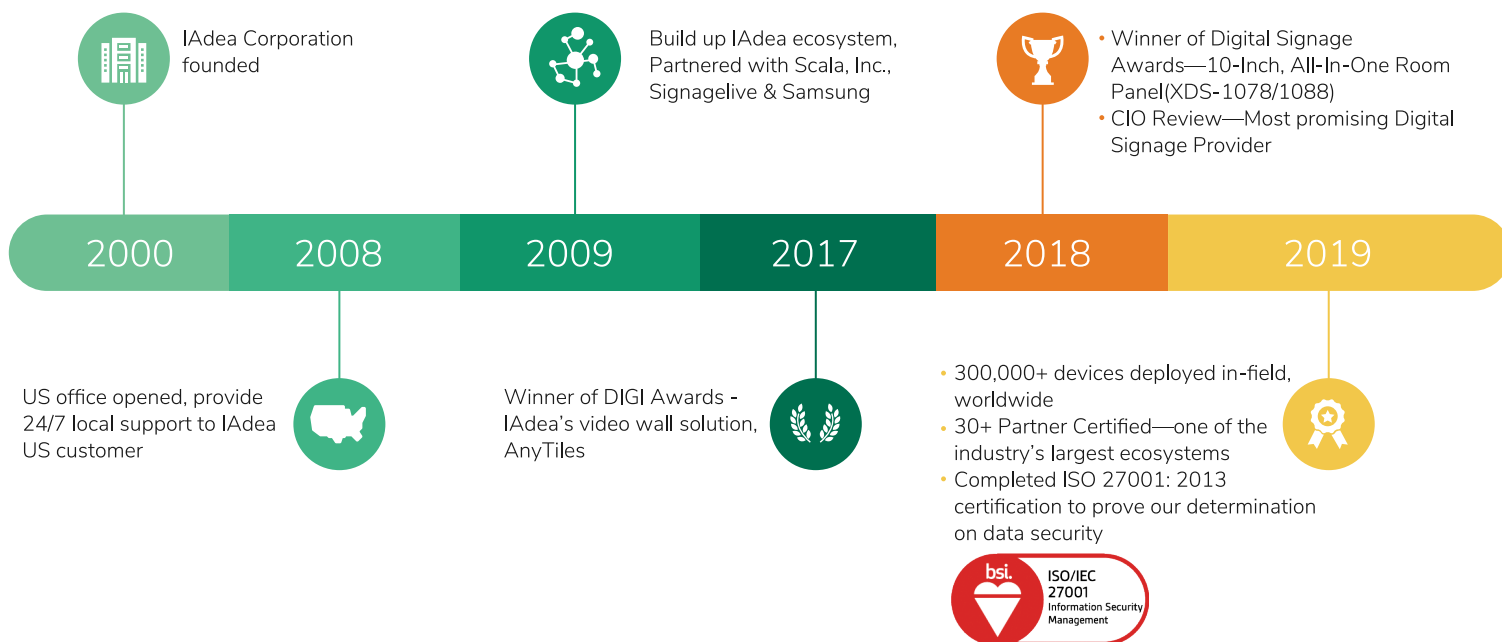 IAdea Corporation
founded
Build up IAdea ecosystem,
Partnered with Scala, Inc.,
Signagelive & Samsung
• Winner of Digital Signage
Awards—10-Inch, All-In-One Room
Panel(XDS-1078/1088)
• CIO Review—Most promising Digital
Signage Provider
2000
2008
2009
2017
2018
2019
US office opened, provide
24/7 local support to IAdea
US customer
Winner of DIGI Awards -
IAdea's video wall solution,
AnyTiles
• 300,000+ devices deployed in-field,
worldwide
• 30+ Partner Certified—one of the
industry's largest ecosystems
• Completed ISO 27001: 2013
certification to prove our determination
on data security
bsi.
ISO/IEC
27001
Information Security
Management